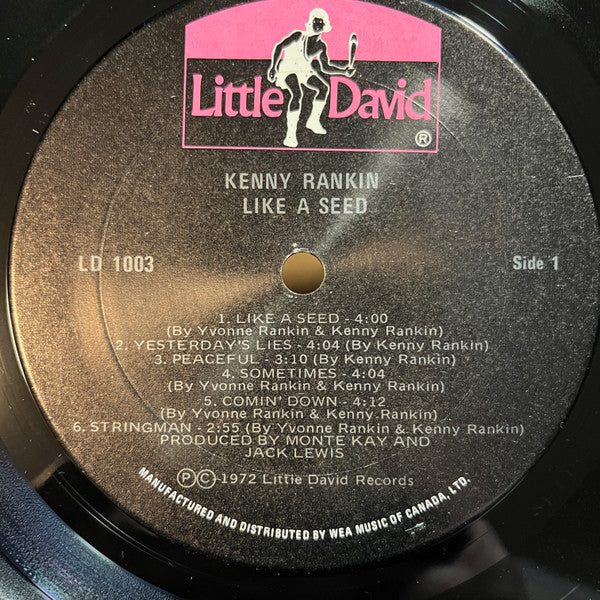 Little David
®
KENNY RANKIN
LIKE A SEED
LD 1003
Side 1
1. LIKE A SEED - 4:00
(By Yvonne Rankin & Kenny Rankin)
2. YESTERDAY'S LIES - 4:04 (By Kenny Rankin)
3. PEACEFUL - 3:10 (By Kenny Rankin)
4. SOMETIMES - 4:04
(By Yvonne Rankin & Kenny Rankin)
5. COMIN' DOWN - 4:12
(By Yvonne Rankin & Kenny Rankin)
6. STRINGMAN - 2:55 (By Yvonne Rankin & Kenny Rankin)
PRODUCED BY MONTE KAY AND
JACK LEWIS
Ⓟ© 1972 Little David Records
MANUFACTURED AND DISTRIBUTED BY WEA MUSIC OF CANADA, LTD.